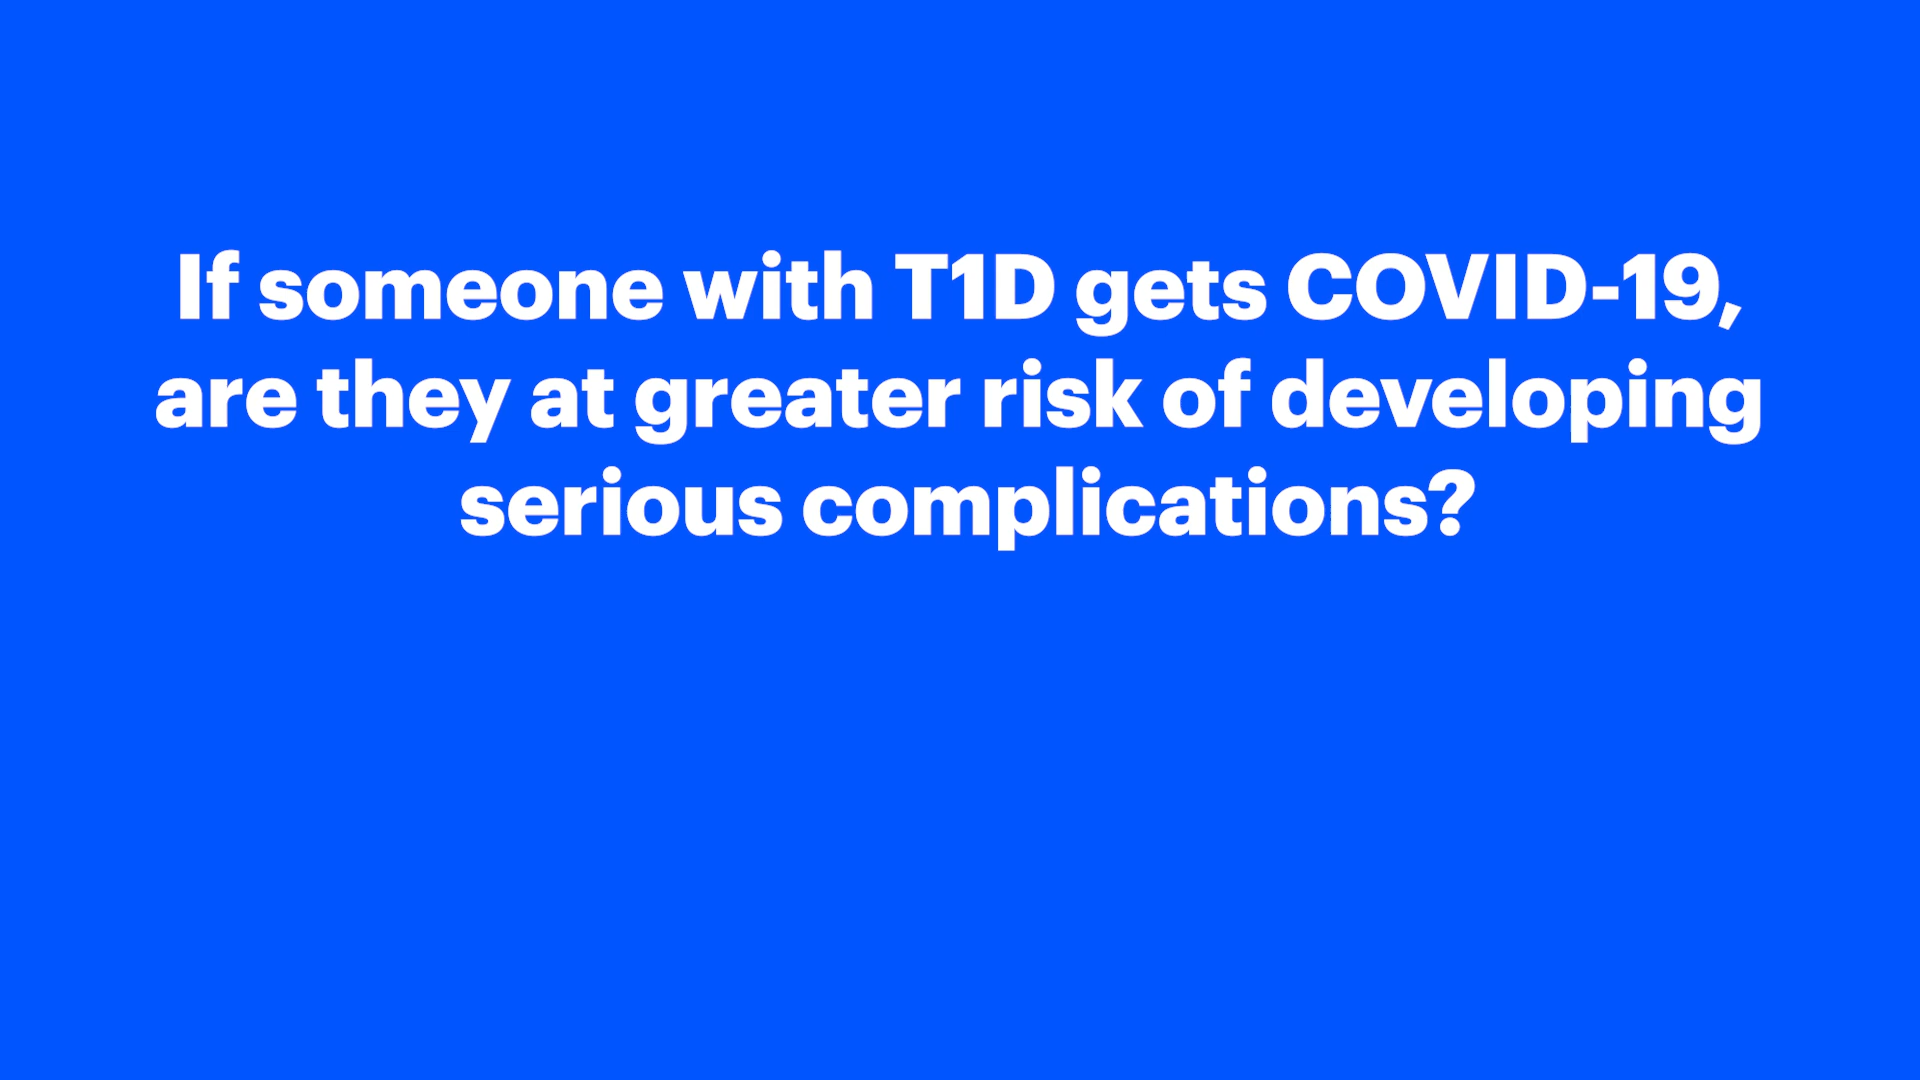 If someone with T1D gets COVID-19,
are they at greater risk of developing
serious complications?